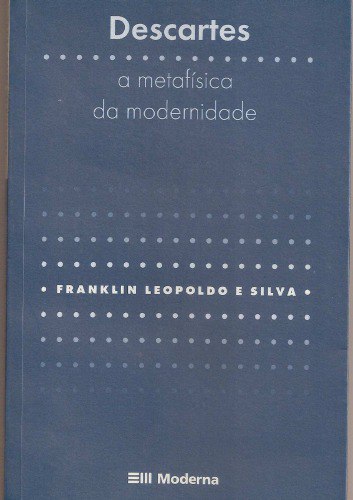 Descartes
a metafísica
da modernidade
• FRANKLIN LEOPOLDO E SILVA •
Moderna